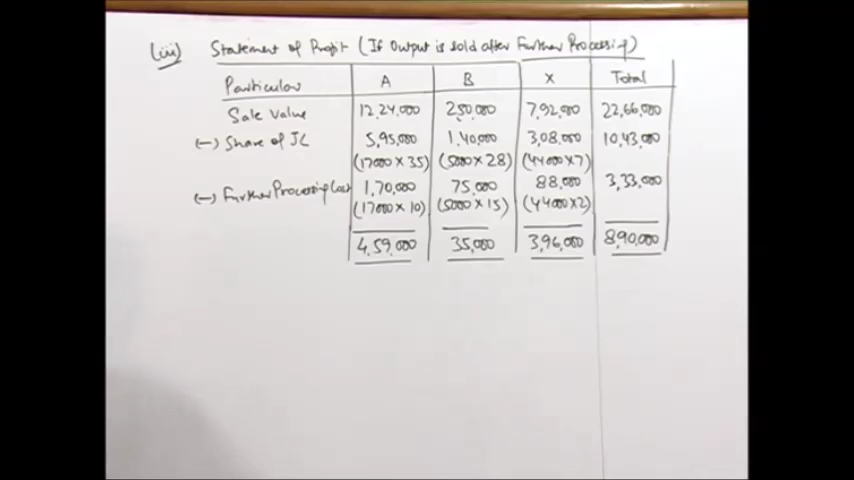 (iii) Statement of Profit (If Output is sold after Further Processing)
Particular A B X Total
Sale Value 12,24,000 250,000 7,92,000 22,66,000
(-) Share of JC 5,95,000 1,40,000 3,08,000 10,43,000
(17000 x 35) (5000 x 28) (44000 x 7)
(-) Further Processing Cost 1,70,000 75,000 88,000 3,33,000
(17000 x 10) (5000 x 15) (44000 x 2)
4,59,000 35,000 3,96,000 8,90,000